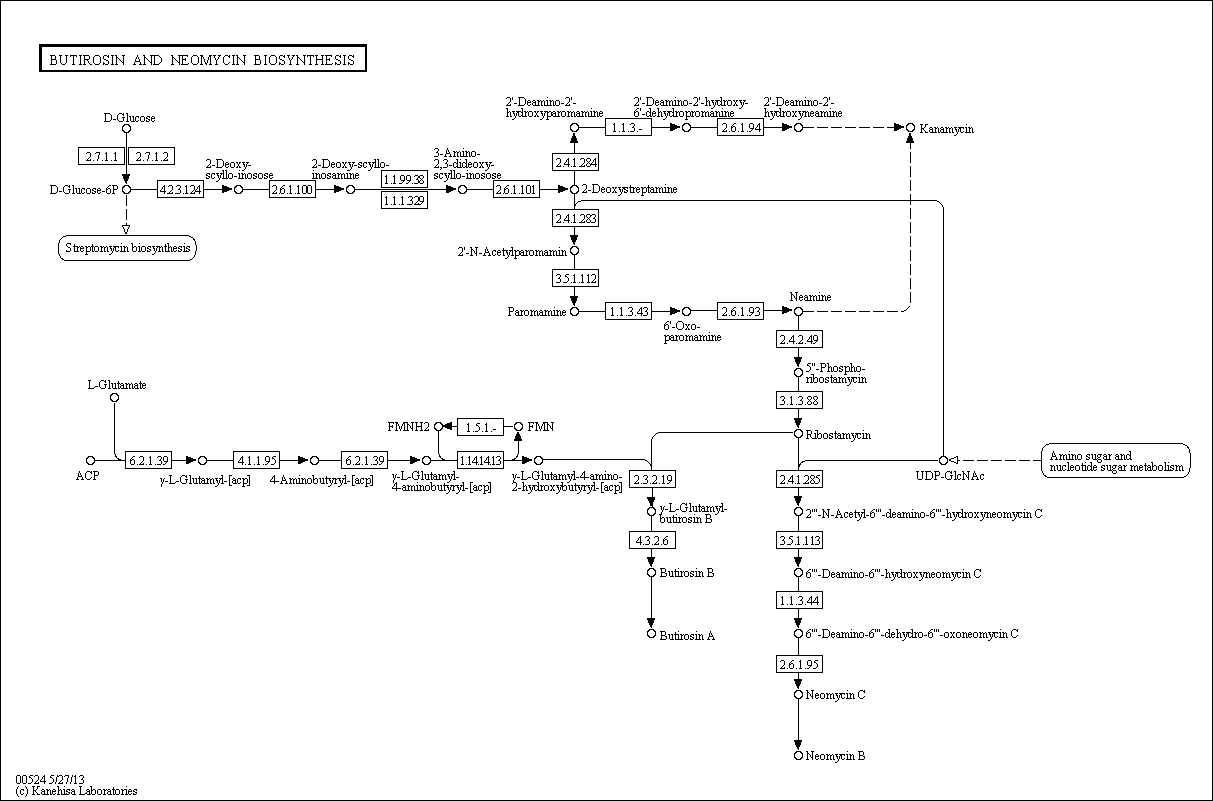 BUTIROSIN AND NEOMYCIN BIOSYNTHESIS
D-Glucose
2.7.1.1
2.7.1.2
D-Glucose-6P
Streptomycin biosynthesis
4.2.3.124
2-Deoxy-
scyllo-inosose
2.6.1.100
2-Deoxy-scyllo-
inosamine
1.1.99.38
1.1.1.329
3-Amino-
2,3-dideoxy-
scyllo-inosose
2.6.1.101
2-Deoxystreptamine
2.4.1.284
2'-Deamino-2'-
hydroxyparomamine
1.1.3.-
2'-Deamino-2'-hydroxy-
6'-dehydropromamine
2.6.1.94
2'-Deamino-2'-
hydroxyneamine
Kanamycin
2.4.1.283
2'-N-Acetylparomamin
3.5.1.112
Paromamine
1.1.3.43
6'-Oxo-
paromamine
2.6.1.93
Neamine
2.4.2.49
5''-Phospho-
ribostamycin
3.1.3.88
Ribostamycin
L-Glutamate
ACP
6.2.1.39
γ-L-Glutamyl-[acp]
4.1.1.95
4-Aminobutyryl-[acp]
6.2.1.39
γ-L-Glutamyl-
4-aminobutyryl-[acp]
FMNH2
1.5.1.-
FMN
1.14.14.13
γ-L-Glutamyl-4-amino-
2-hydroxybutyryl-[acp]
2.3.2.19
γ-L-Glutamyl-
butirosin B
4.3.2.6
Butirosin B
Butirosin A
2.4.1.285
UDP-GlcNAc
Amino sugar and
nucleotide sugar metabolism
2'''-N-Acetyl-6'''-deamino-6'''-hydroxyneomycin C
3.5.1.113
6'''-Deamino-6'''-hydroxyneomycin C
1.1.3.44
6'''-Deamino-6'''-dehydro-6'''-oxoneomycin C
2.6.1.95
Neomycin C
Neomycin B
00524 5/27/13
(c) Kanehisa Laboratories